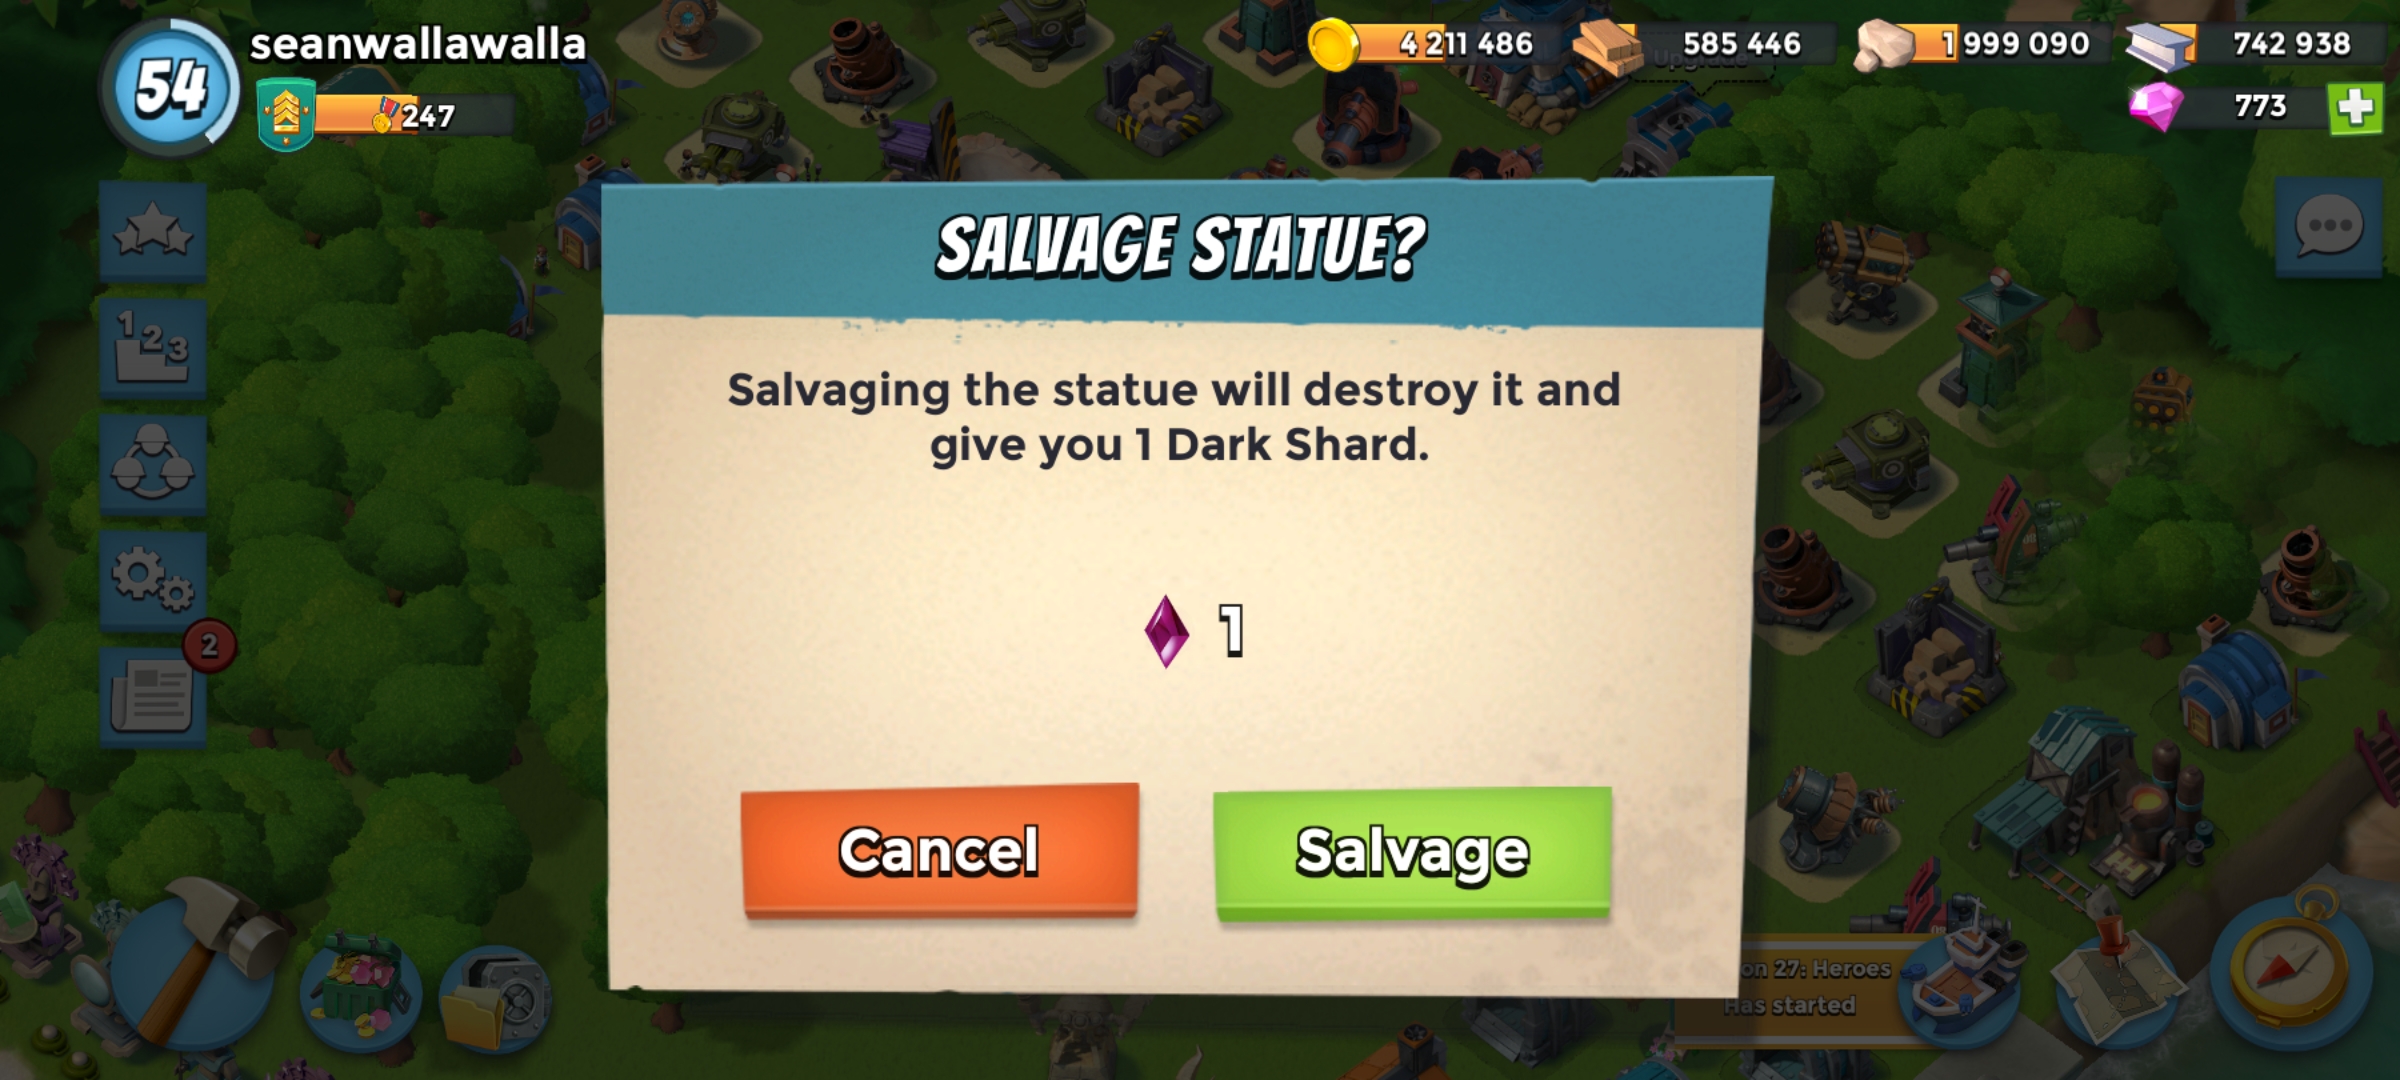 54
seanwallawalla
247
4 211 486
585 446
1 999 090
742 938
773
Upgrade
1 2 3
2
SALVAGE STATUE?
Salvaging the statue will destroy it and
give you 1 Dark Shard.
1
Cancel
Salvage
on 27: Heroes
Has started